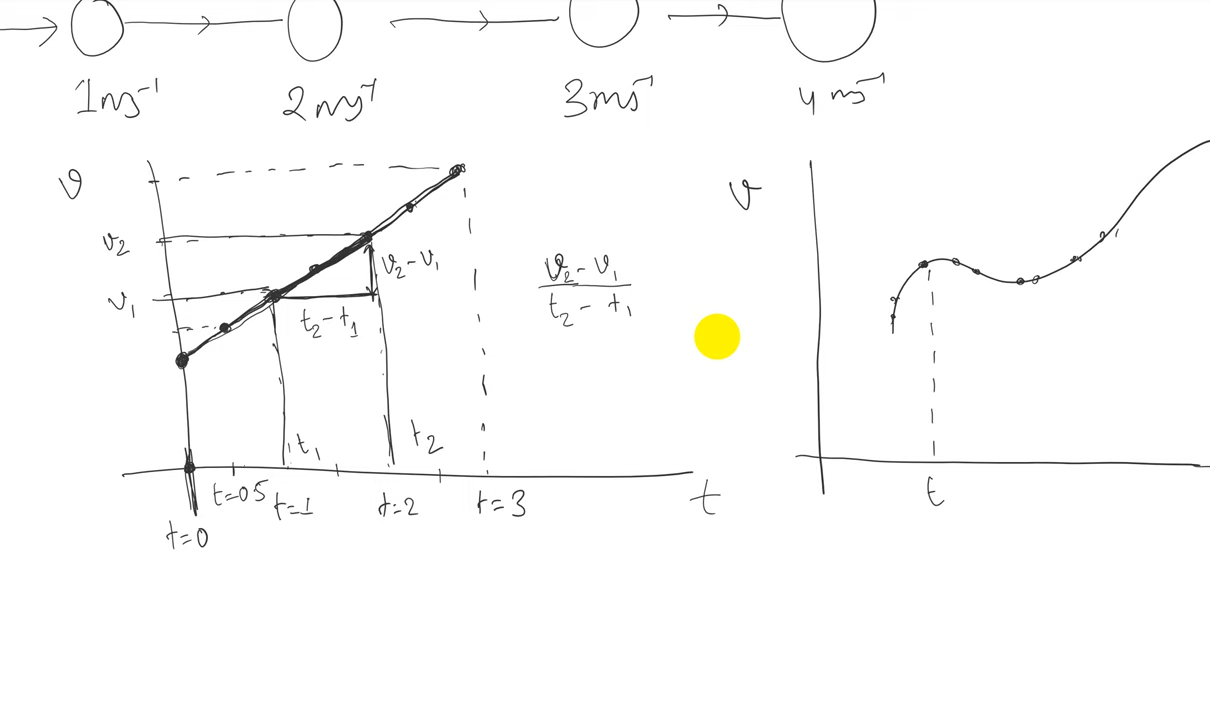 1ms⁻¹ 2ms⁻¹ 3ms⁻¹ 4ms⁻¹
v
v₂
v₁
v₂-v₁
t₂-t₁
t₁
t₂
t=0
t=0.5
t=1
t=2
t=3
t
v₂-v₁
t₂-t₁
v
t